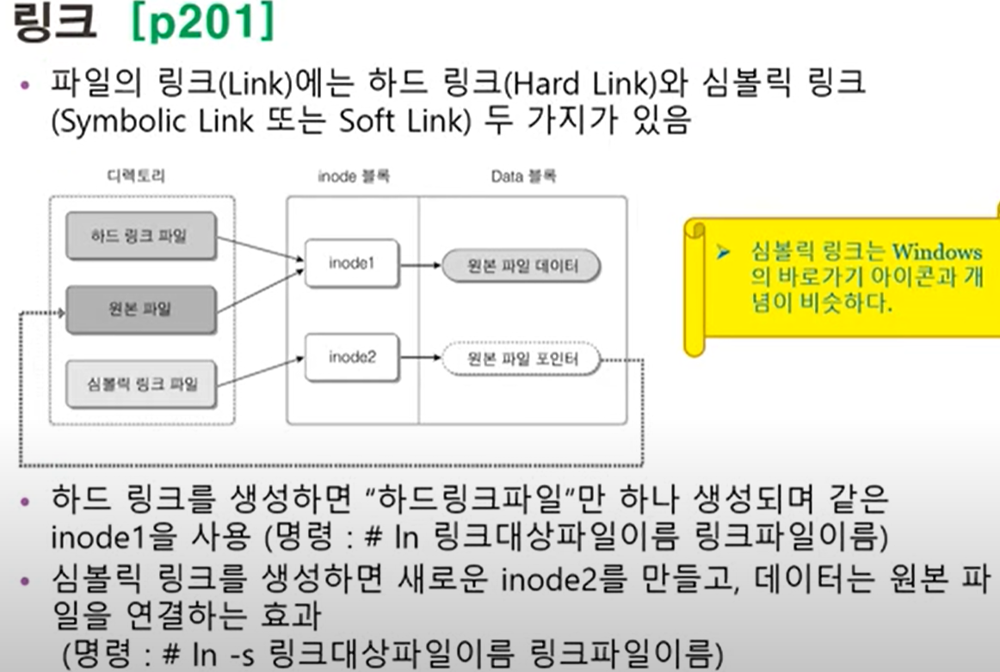 링크 [p201]
• 파일의 링크(Link)에는 하드 링크(Hard Link)와 심볼릭 링크
(Symbolic Link 또는 Soft Link) 두 가지가 있음
디렉토리
inode 블록
Data 블록
하드 링크 파일
inode1
원본 파일 데이터
원본 파일
inode2
원본 파일 포인터
심볼릭 링크 파일
➤ 심볼릭 링크는 Windows
의 바로가기 아이콘과 개
념이 비슷하다.
• 하드 링크를 생성하면 “하드링크파일”만 하나 생성되며 같은
inode1을 사용 (명령 : # ln 링크대상파일이름 링크파일이름)
• 심볼릭 링크를 생성하면 새로운 inode2를 만들고, 데이터는 원본 파
일을 연결하는 효과
(명령 : # ln -s 링크대상파일이름 링크파일이름)